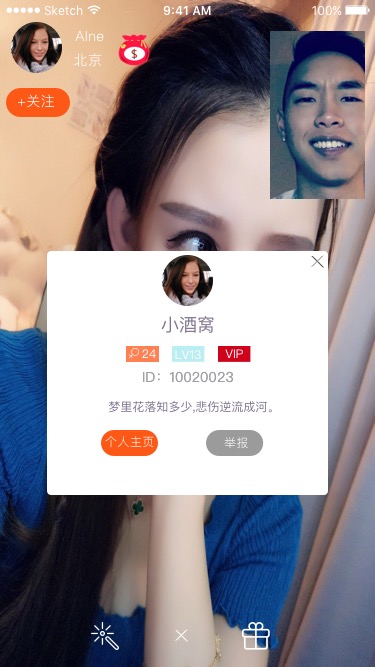 Sketch
9:41 AM
100%
Alne
北京
$
+关注
小酒窝
24
LV13
VIP
ID：10020023
梦里花落知多少,悲伤逆流成河。
个人主页
举报